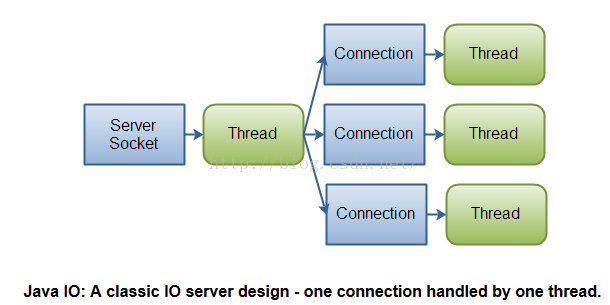 Connection
Thread
Server
Socket
Thread
Connection
Thread
http://blog.csdn.net/
Connection
Thread
Java IO: A classic IO server design - one connection handled by one thread.